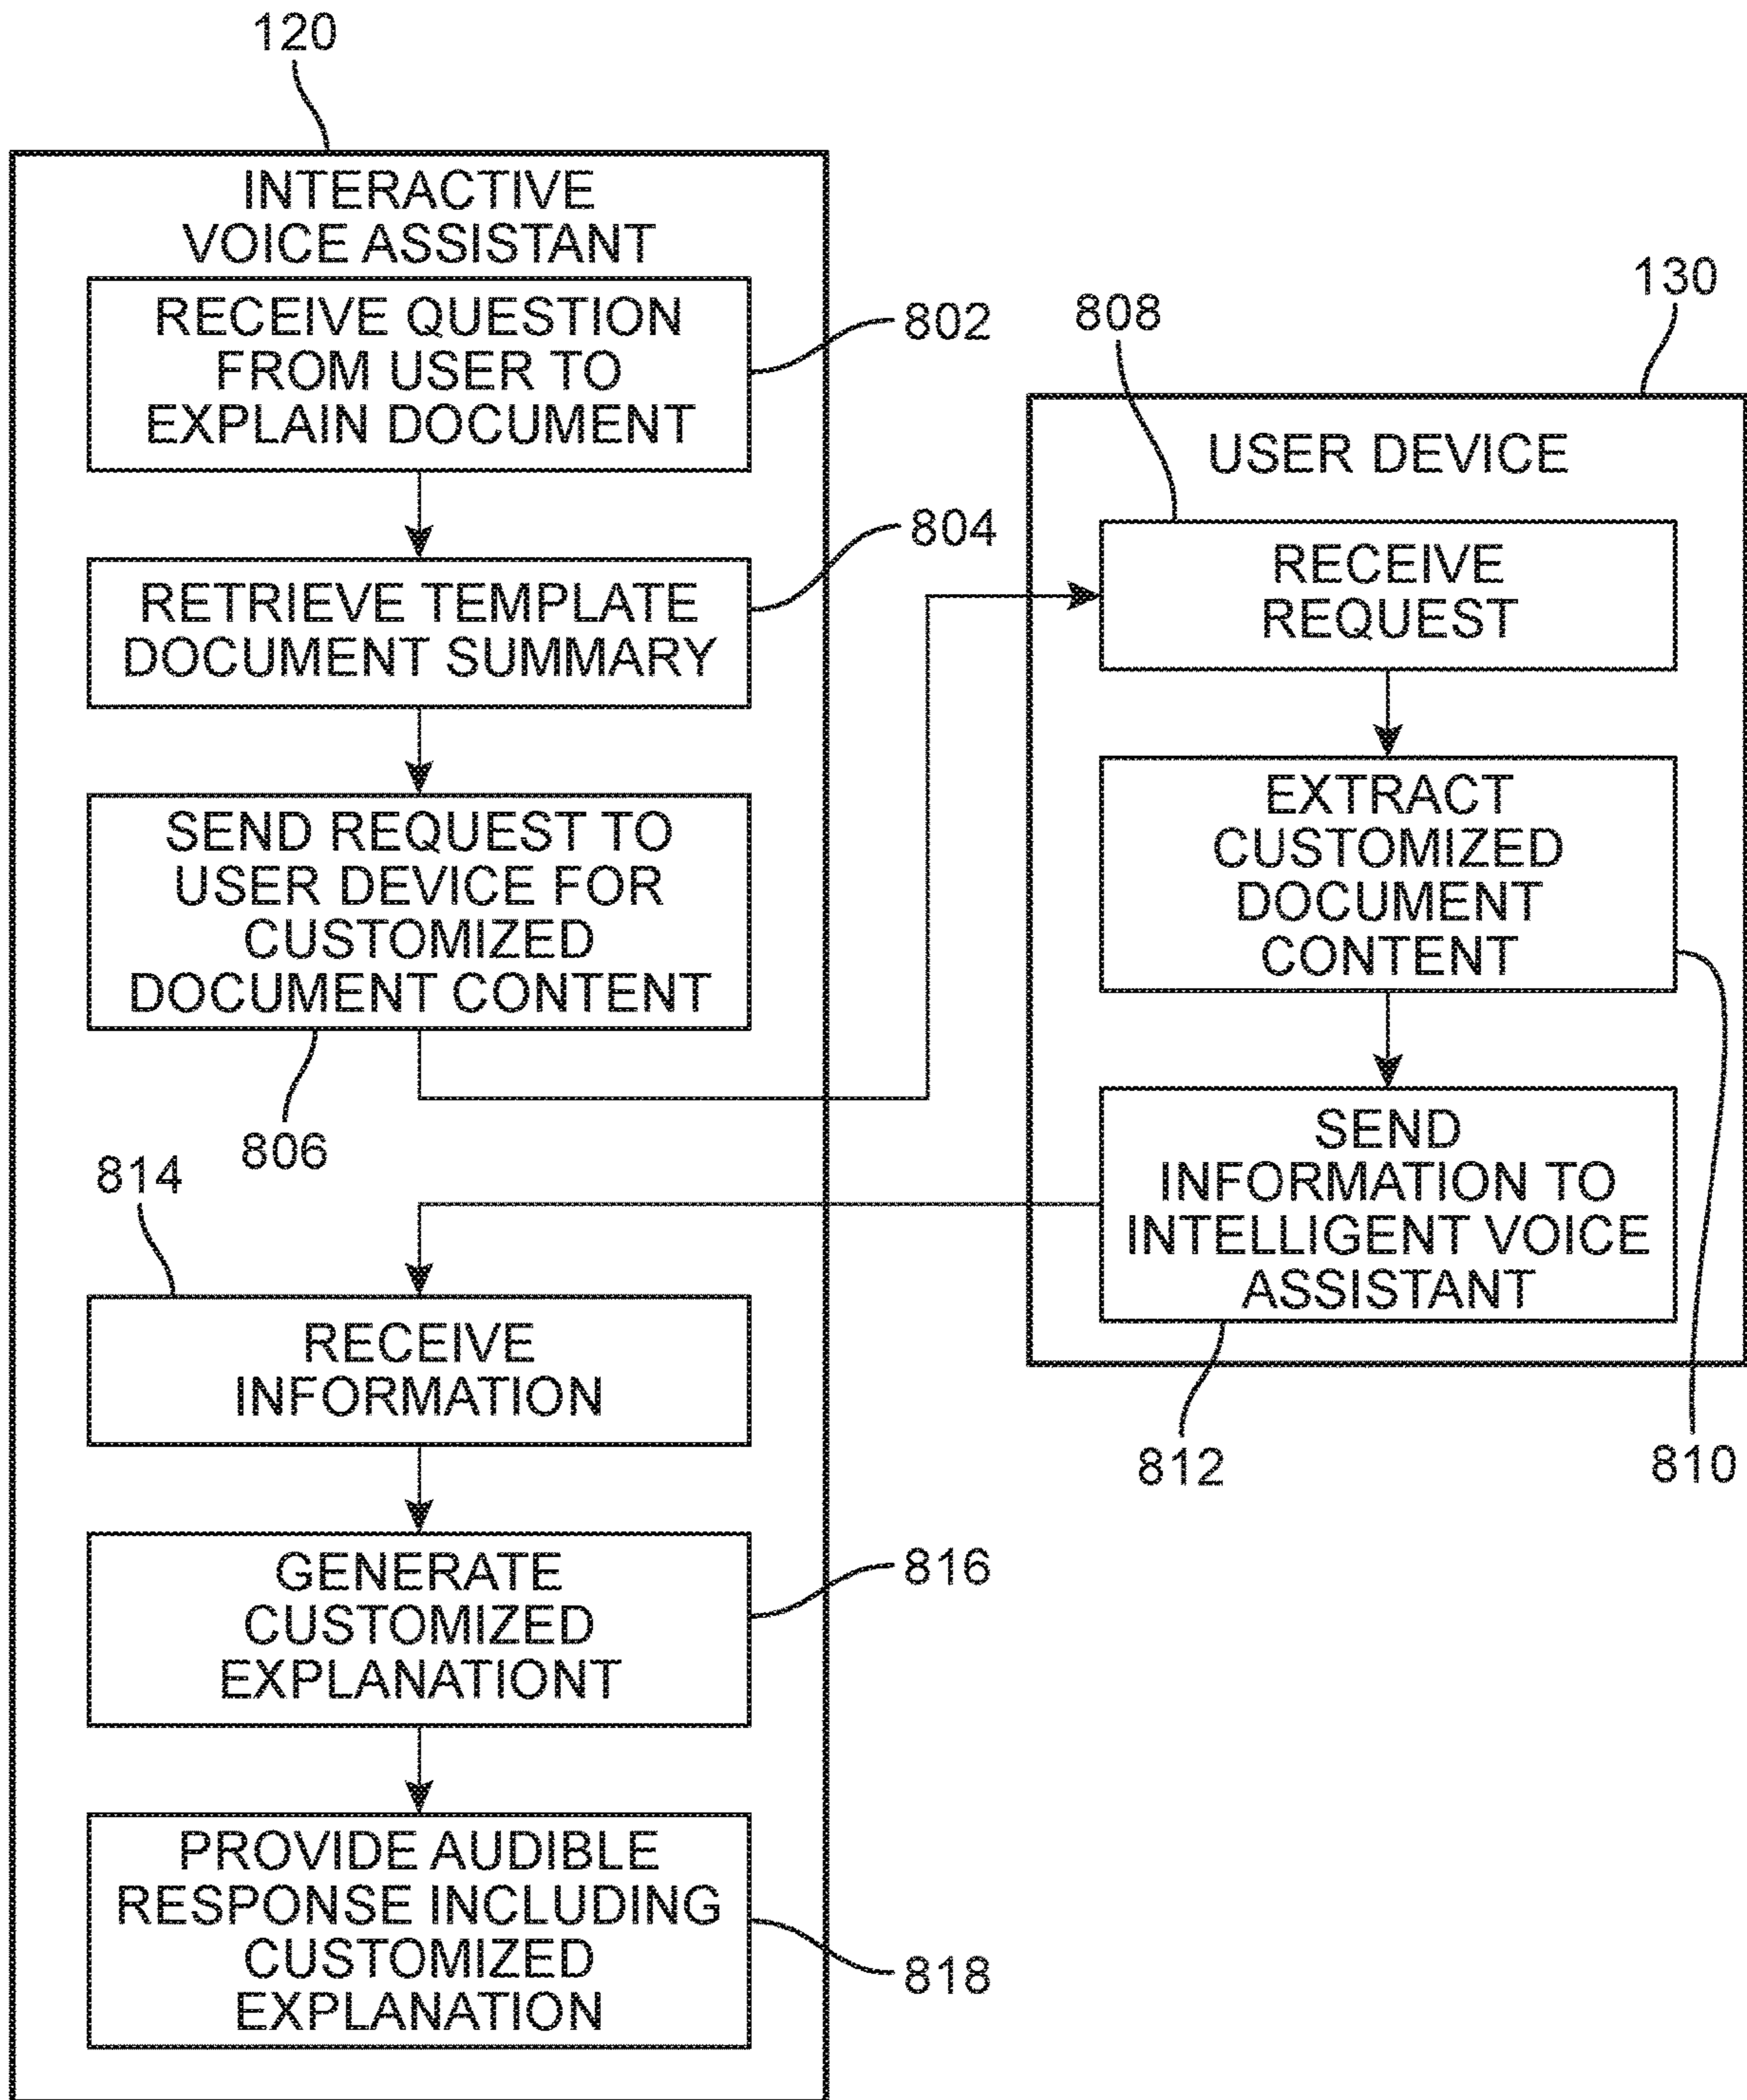 120
INTERACTIVE
VOICE ASSISTANT
RECEIVE QUESTION
FROM USER TO
EXPLAIN DOCUMENT
802
RETRIEVE TEMPLATE
DOCUMENT SUMMARY
804
SEND REQUEST TO
USER DEVICE FOR
CUSTOMIZED
DOCUMENT CONTENT
806
130
USER DEVICE
808
RECEIVE
REQUEST
EXTRACT
CUSTOMIZED
DOCUMENT
CONTENT
810
SEND
INFORMATION TO
INTELLIGENT VOICE
ASSISTANT
812
814
RECEIVE
INFORMATION
GENERATE
CUSTOMIZED
EXPLANATIONT
816
PROVIDE AUDIBLE
RESPONSE INCLUDING
CUSTOMIZED
EXPLANATION
818